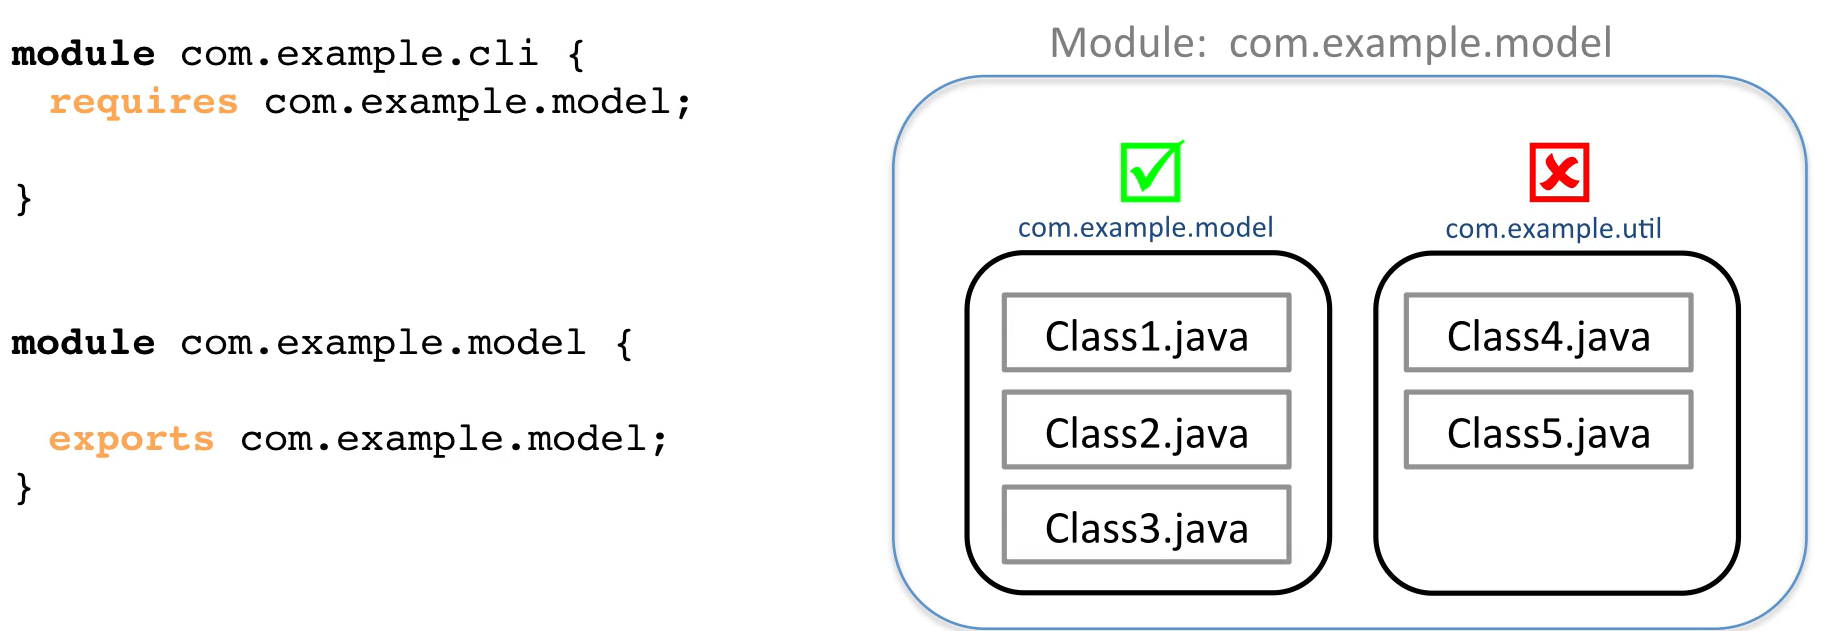 module com.example.cli {
requires com.example.model;
}
module com.example.model {
exports com.example.model;
}
Module: com.example.model
com.example.model
Class1.java
Class2.java
Class3.java
com.example.util
Class4.java
Class5.java